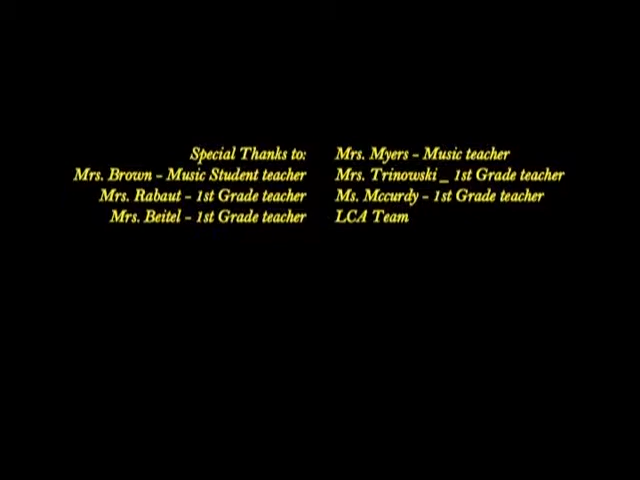 Special Thanks to: Mrs. Myers - Music teacher
Mrs. Brown - Music Student teacher Mrs. Trinowski _ 1st Grade teacher
Mrs. Rabaut - 1st Grade teacher Ms. Mccurdy - 1st Grade teacher
Mrs. Beitel - 1st Grade teacher LCA Team